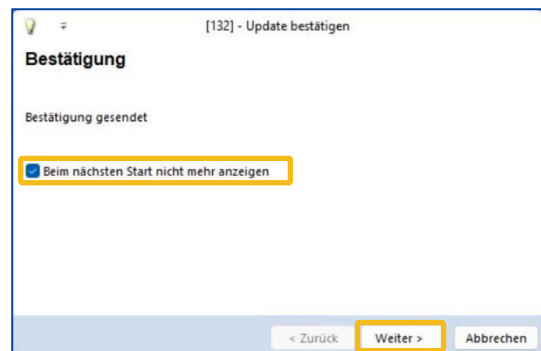 [132] - Update bestätigen
Bestätigung
Bestätigung gesendet
Beim nächsten Start nicht mehr anzeigen
< Zurück Weiter > Abbrechen